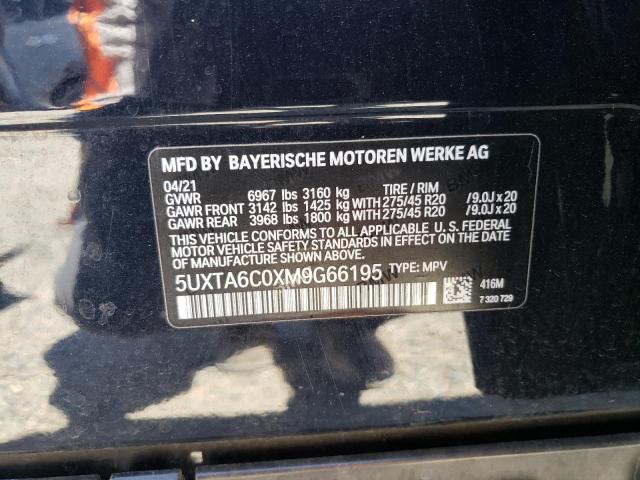 MFD BY BAYERISCHE MOTOREN WERKE AG
04/21 TIRE / RIM
GVWR 6967 lbs 3160 kg
GAWR FRONT 3142 lbs 1425 kg WITH 275/45 R20 /9.0J x 20
GAWR REAR 3968 lbs 1800 kg WITH 275/45 R20 /9.0J x 20
THIS VEHICLE CONFORMS TO ALL APPLICABLE U. S. FEDERAL
MOTOR VEHICLE SAFETY STANDARDS IN EFFECT ON THE DATE
OF MANUFACTURE SHOWN ABOVE.
5UXTA6C0XM9G66195 TYPE: MPV
416M
7 320 729